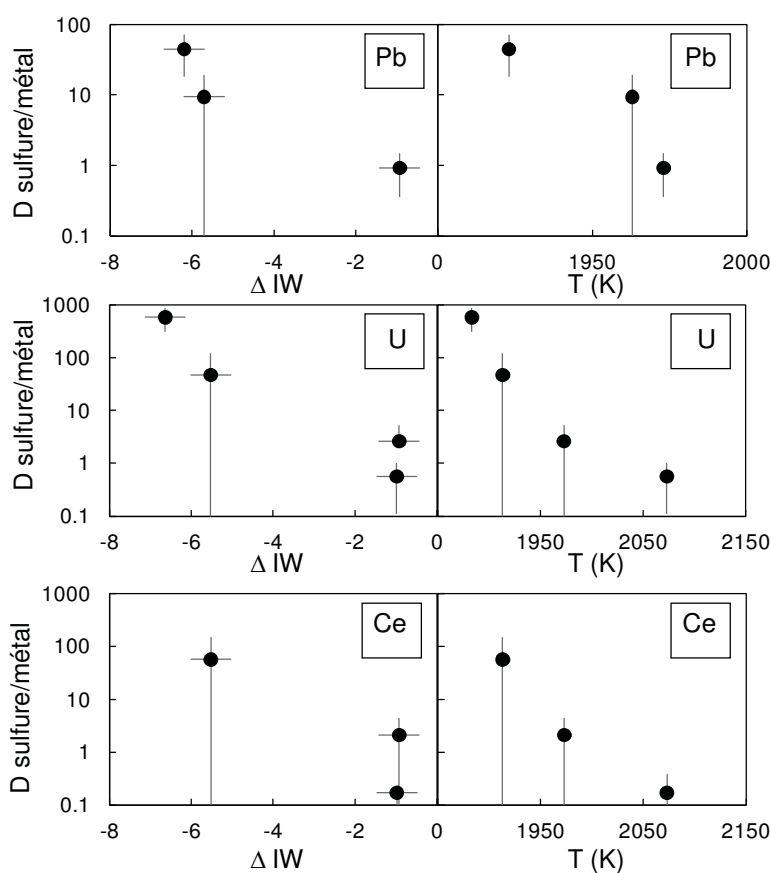 100
10
1
0.1
D sulfure/métal
Pb
Pb
-8 -6 -4 -2 0 1950 2000
Δ IW T (K)
1000
100
10
1
0.1
D sulfure/métal
U
U
-8 -6 -4 -2 0 1950 2050 2150
Δ IW T (K)
1000
100
10
1
0.1
D sulfure/métal
Ce
Ce
-8 -6 -4 -2 0 1950 2050 2150
Δ IW T (K)